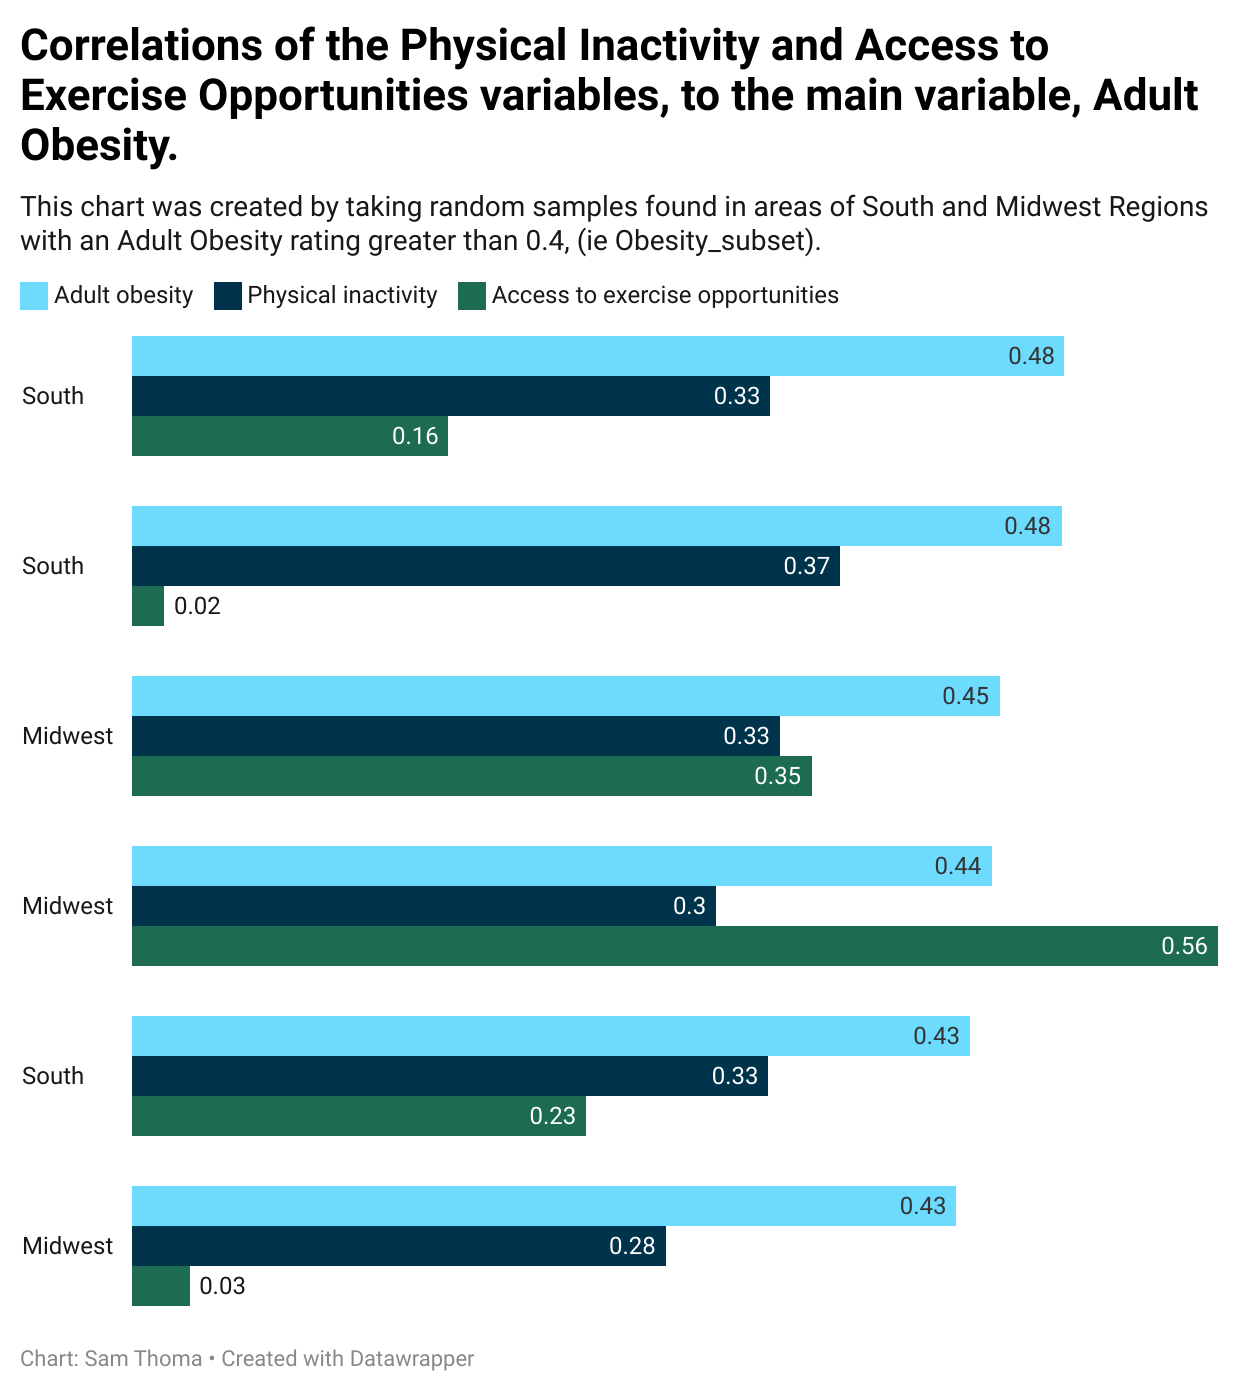 Correlations of the Physical Inactivity and Access to
Exercise Opportunities variables, to the main variable, Adult
Obesity.
This chart was created by taking random samples found in areas of South and Midwest Regions
with an Adult Obesity rating greater than 0.4, (ie Obesity_subset).
Adult obesity Physical inactivity Access to exercise opportunities
0.48
South 0.33
0.16
0.48
South 0.37
0.02
0.45
Midwest 0.33
0.35
0.44
Midwest 0.3
0.56
0.43
South 0.33
0.23
0.43
Midwest 0.28
0.03
Chart: Sam Thoma • Created with Datawrapper